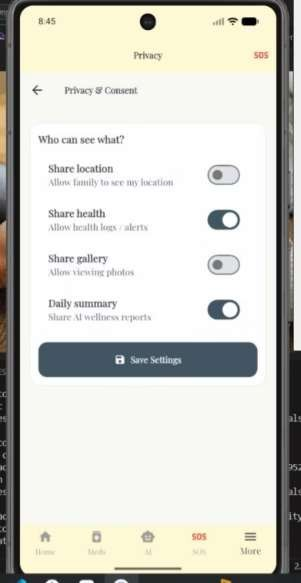 8:45
Privacy
SOS
Privacy & Consent
Who can see what?
Share location
Allow family to see my location
Share health
Allow health logs / alerts
Share gallery
Allow viewing photos
Daily summary
Share AI wellness reports
Save Settings
SOS
Home
Meds
AI
SOS
More